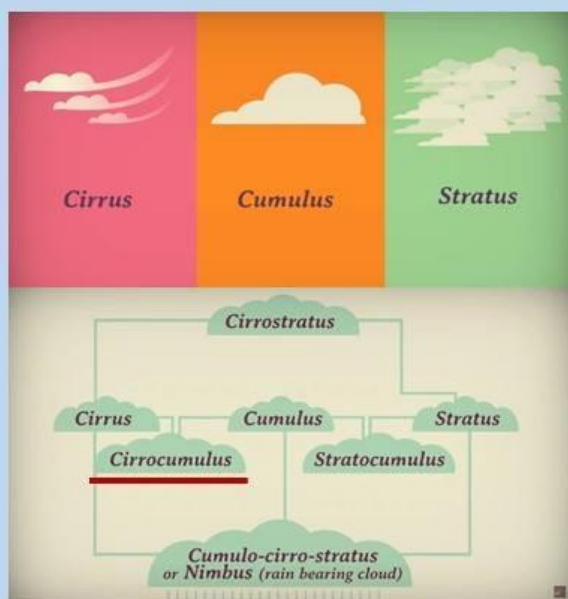 Cirrus
Cumulus
Stratus
Cirrostratus
Cirrus
Cumulus
Stratus
Cirrocumulus
Stratocumulus
Cumulo-cirro-stratus
or Nimbus (rain bearing cloud)